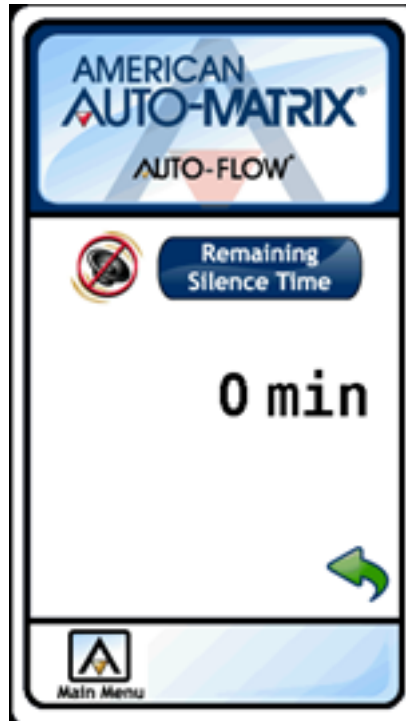 AMERICAN
AUTO-MATRIX®
AUTO-FLOW
Remaining
Silence Time
0 min
Main Menu